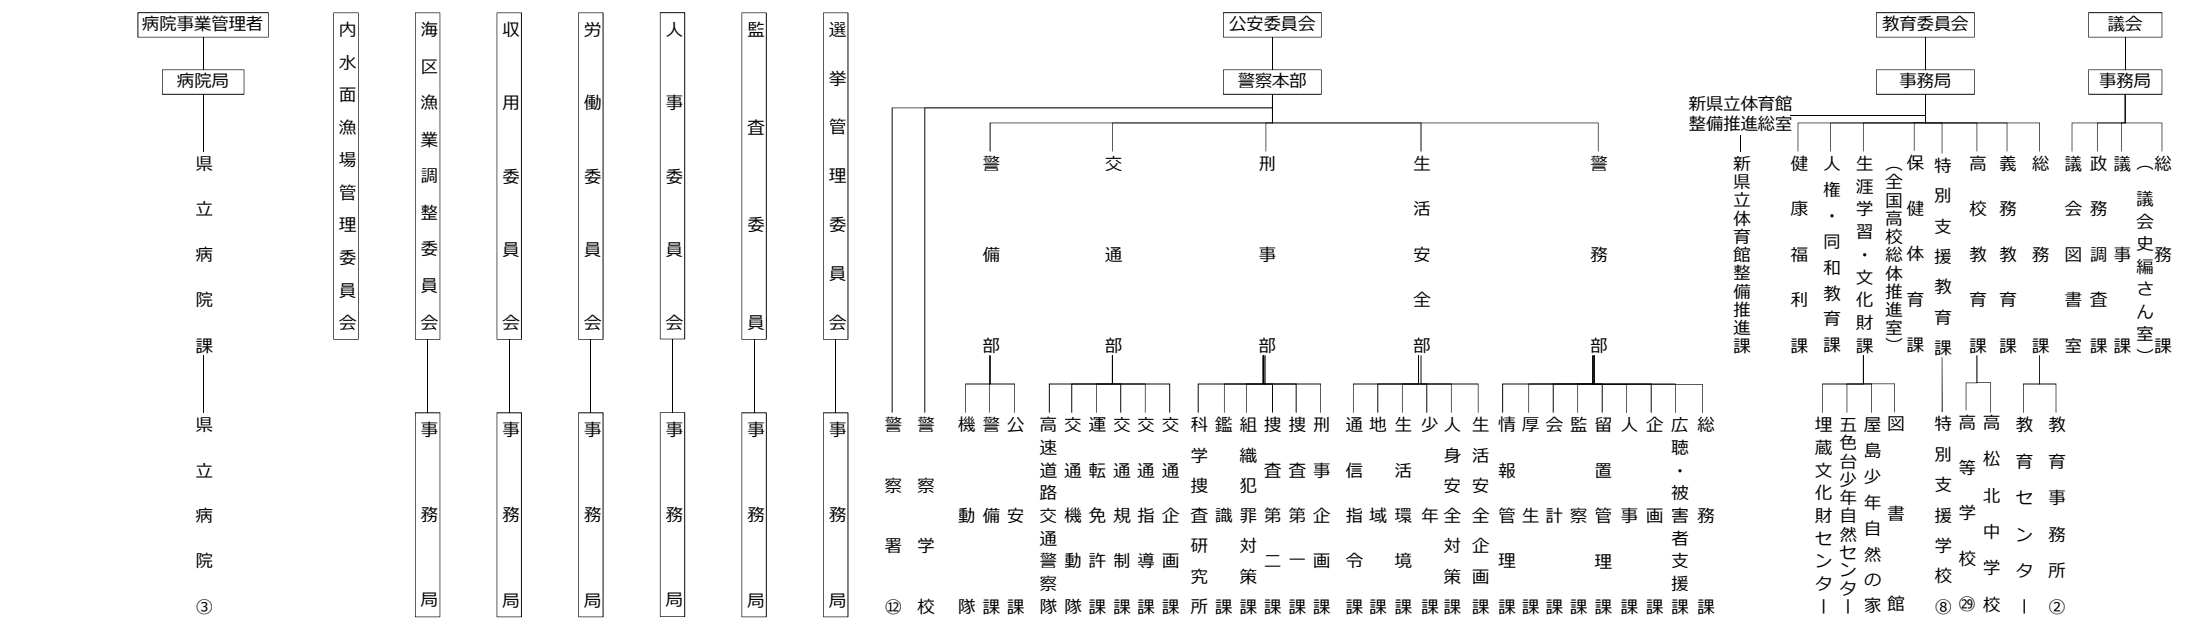 議会
事務局
総務課
（議会史編さん室）
議事課
政務調査課
議会図書室
教育委員会
事務局
総務課
教育事務所②
教育センター
義務教育課
高校教育課
高松北中学校
高等学校㉙
特別支援教育課
特別支援学校⑧
保健体育課
（全国高校総体推進室）
生涯学習・文化財課
図書館
屋島少年自然の家
五色台少年自然センター
埋蔵文化財センター
人権・同和教育課
健康福利課
新県立体育館
整備推進総室
新県立体育館整備推進課
公安委員会
警察本部
警務部
総務課
広聴・被害者支援課
企画課
人事課
留置管理課
監察課
会計課
厚生課
情報管理課
生活安全部
生活安全企画課
人身安全対策課
少年課
生活環境課
地域課
通信指令課
刑事部
刑事企画課
捜査第一課
捜査第二課
組織犯罪対策課
鑑識課
科学捜査研究所
交通部
交通企画課
交通指導課
交通規制課
運転免許課
交通機動隊
高速道路交通警察隊
警備部
公安課
警備課
機動隊
警察学校
警察署⑫
選挙管理委員会
事務局
監査委員
事務局
人事委員会
事務局
労働委員会
事務局
収用委員会
事務局
海区漁業調整委員会
事務局
内水面漁場管理委員会
病院事業管理者
病院局
県立病院課
県立病院③